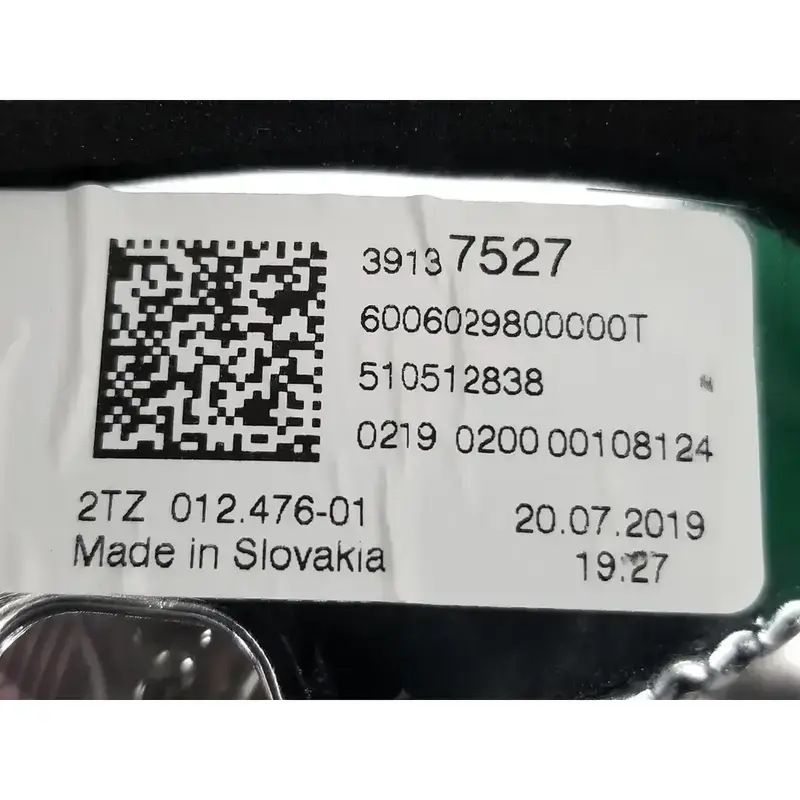 39137527
6006029800000T
510512838
0219 0200 00108124
2TZ 012.476-01
20.07.2019
Made in Slovakia
19:27